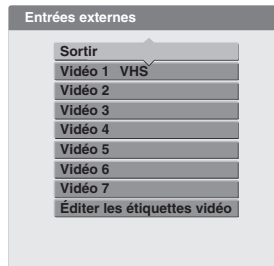 Entrées externes
Sortir
Vidéo 1 VHS
Vidéo 2
Vidéo 3
Vidéo 4
Vidéo 5
Vidéo 6
Vidéo 7
Éditer les étiquettes vidéo